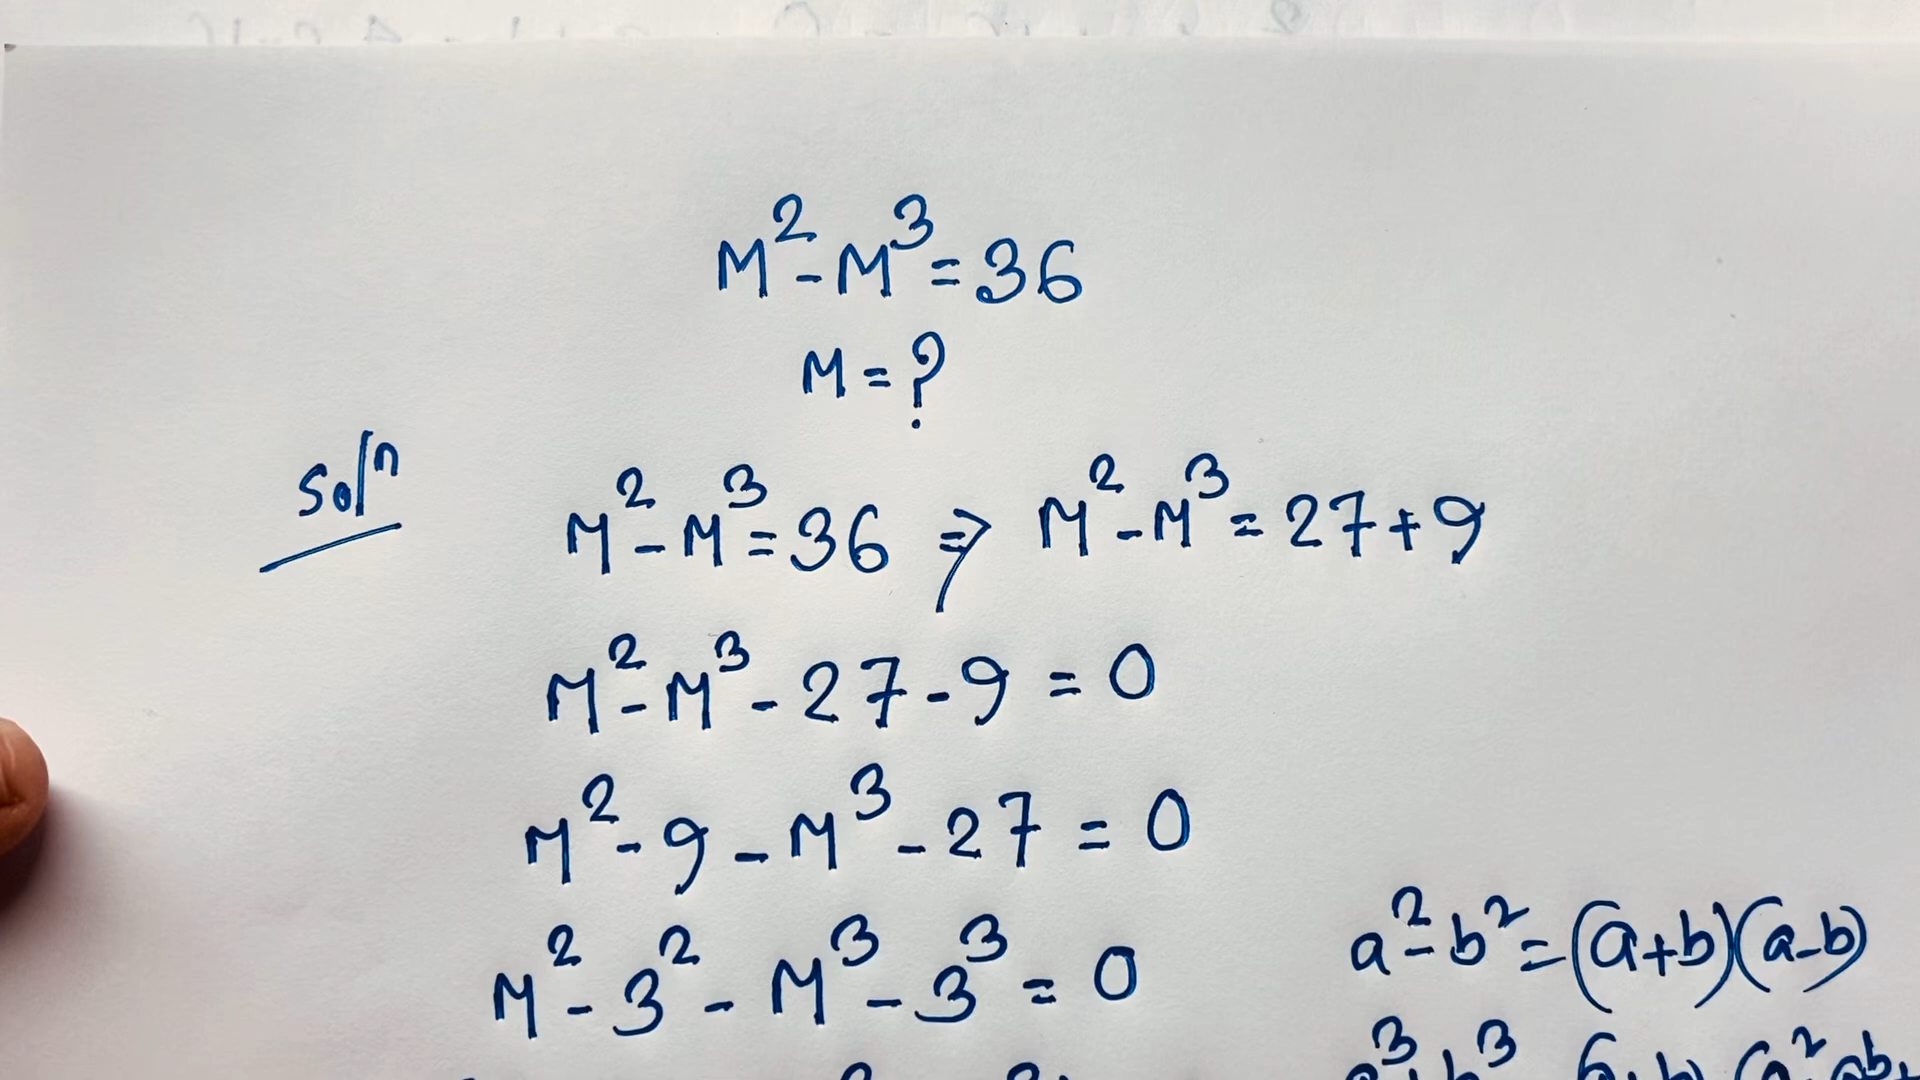 M² - M³ = 36
M = ?
Solⁿ
M² - M³ = 36 ⇒ M² - M³ = 27 + 9
M² - M³ - 27 - 9 = 0
M² - 9 - M³ - 27 = 0
M² - 3² - M³ - 3³ = 0
a² - b² = (a+b)(a-b)